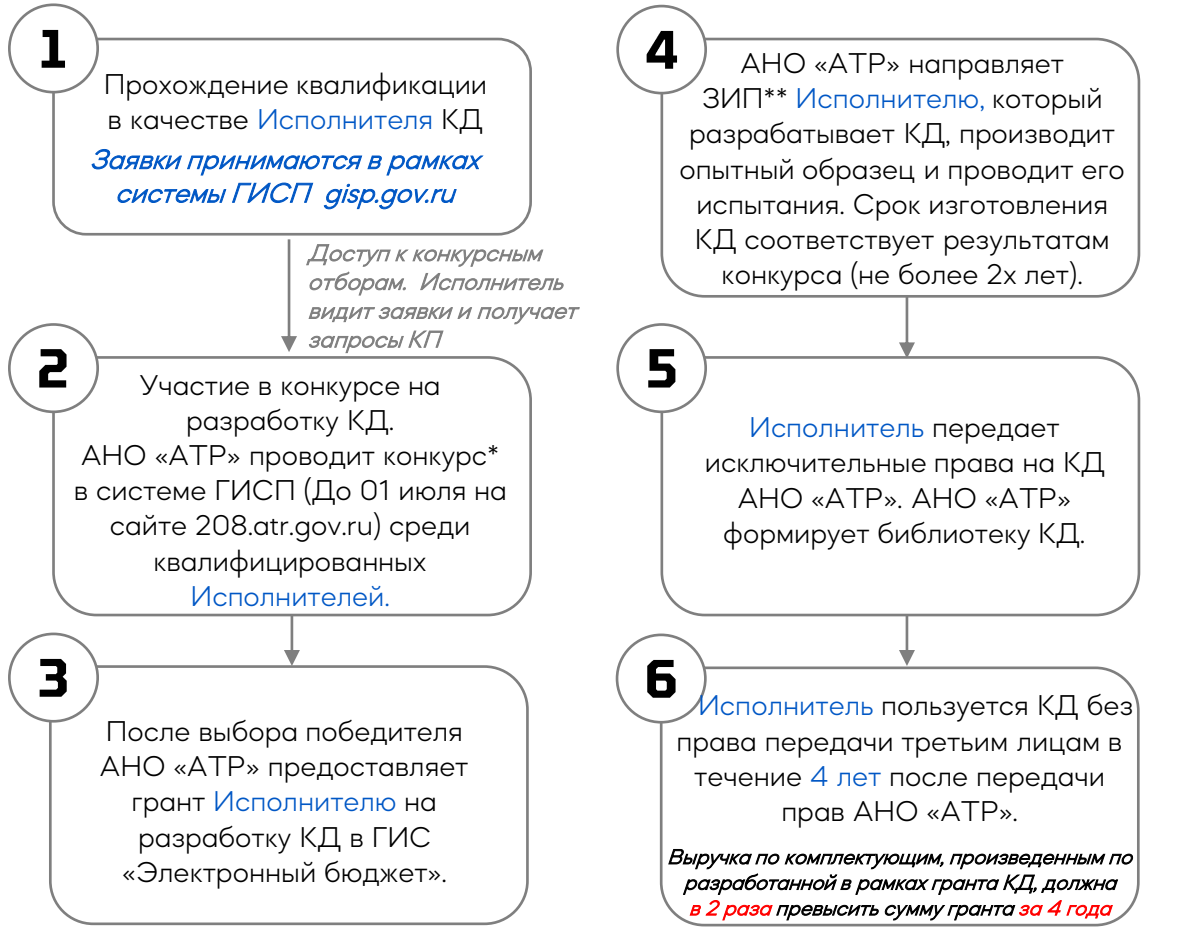 1
Прохождение квалификации
в качестве Исполнителя КД
Заявки принимаются в рамках
системы ГИСП gisp.gov.ru
Доступ к конкурсным
отборам. Исполнитель
видит заявки и получает
запросы КП
2
Участие в конкурсе на
разработку КД.
АНО «АТР» проводит конкурс*
в системе ГИСП (До 01 июля на
сайте 208.atr.gov.ru) среди
квалифицированных
Исполнителей.
3
После выбора победителя
АНО «АТР» предоставляет
грант Исполнителю на
разработку КД в ГИС
«Электронный бюджет».
4
АНО «АТР» направляет
ЗИП** Исполнителю, который
разрабатывает КД, производит
опытный образец и проводит его
испытания. Срок изготовления
КД соответствует результатам
конкурса (не более 2х лет).
5
Исполнитель передает
исключительные права на КД
АНО «АТР». АНО «АТР»
формирует библиотеку КД.
6
Исполнитель пользуется КД без
права передачи третьим лицам в
течение 4 лет после передачи
прав АНО «АТР».
Выручка по комплектующим, произведенным по
разработанной в рамках гранта КД, должна
в 2 раза превысить сумму гранта за 4 года